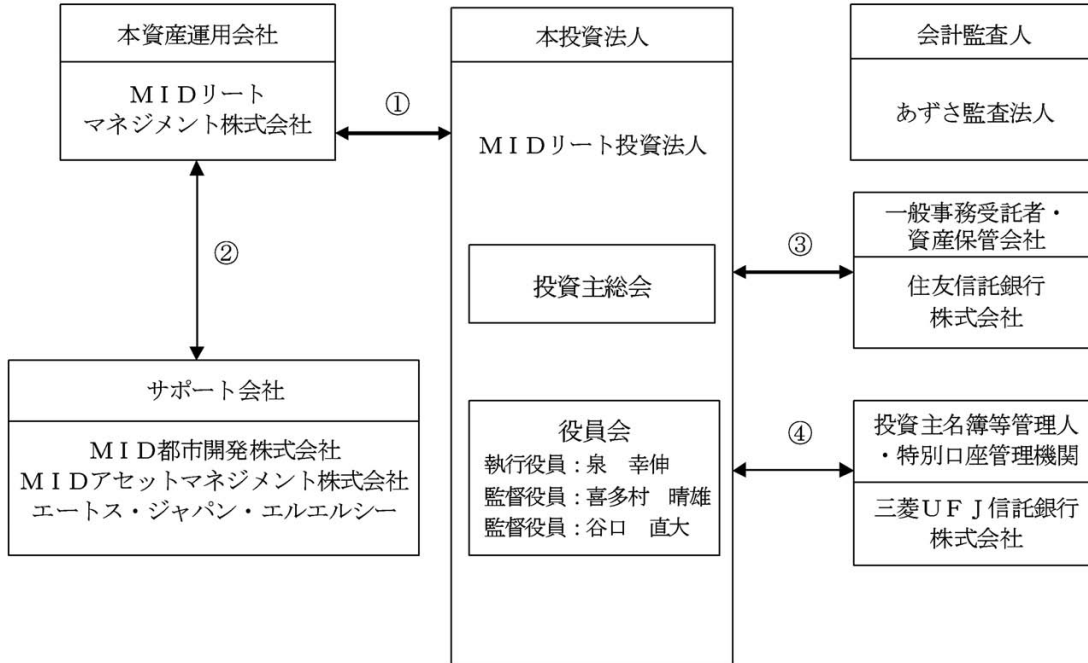 本資産運用会社
ＭＩＤリート
マネジメント株式会社
①
②
サポート会社
ＭＩＤ都市開発株式会社
ＭＩＤアセットマネジメント株式会社
エートス・ジャパン・エルエルシー
本投資法人
ＭＩＤリート投資法人
投資主総会
役員会
執行役員：泉　幸伸
監督役員：喜多村　晴雄
監督役員：谷口　直大
③
④
会計監査人
あずさ監査法人
一般事務受託者・
資産保管会社
住友信託銀行
株式会社
投資主名簿等管理人
・特別口座管理機関
三菱ＵＦＪ信託銀行
株式会社